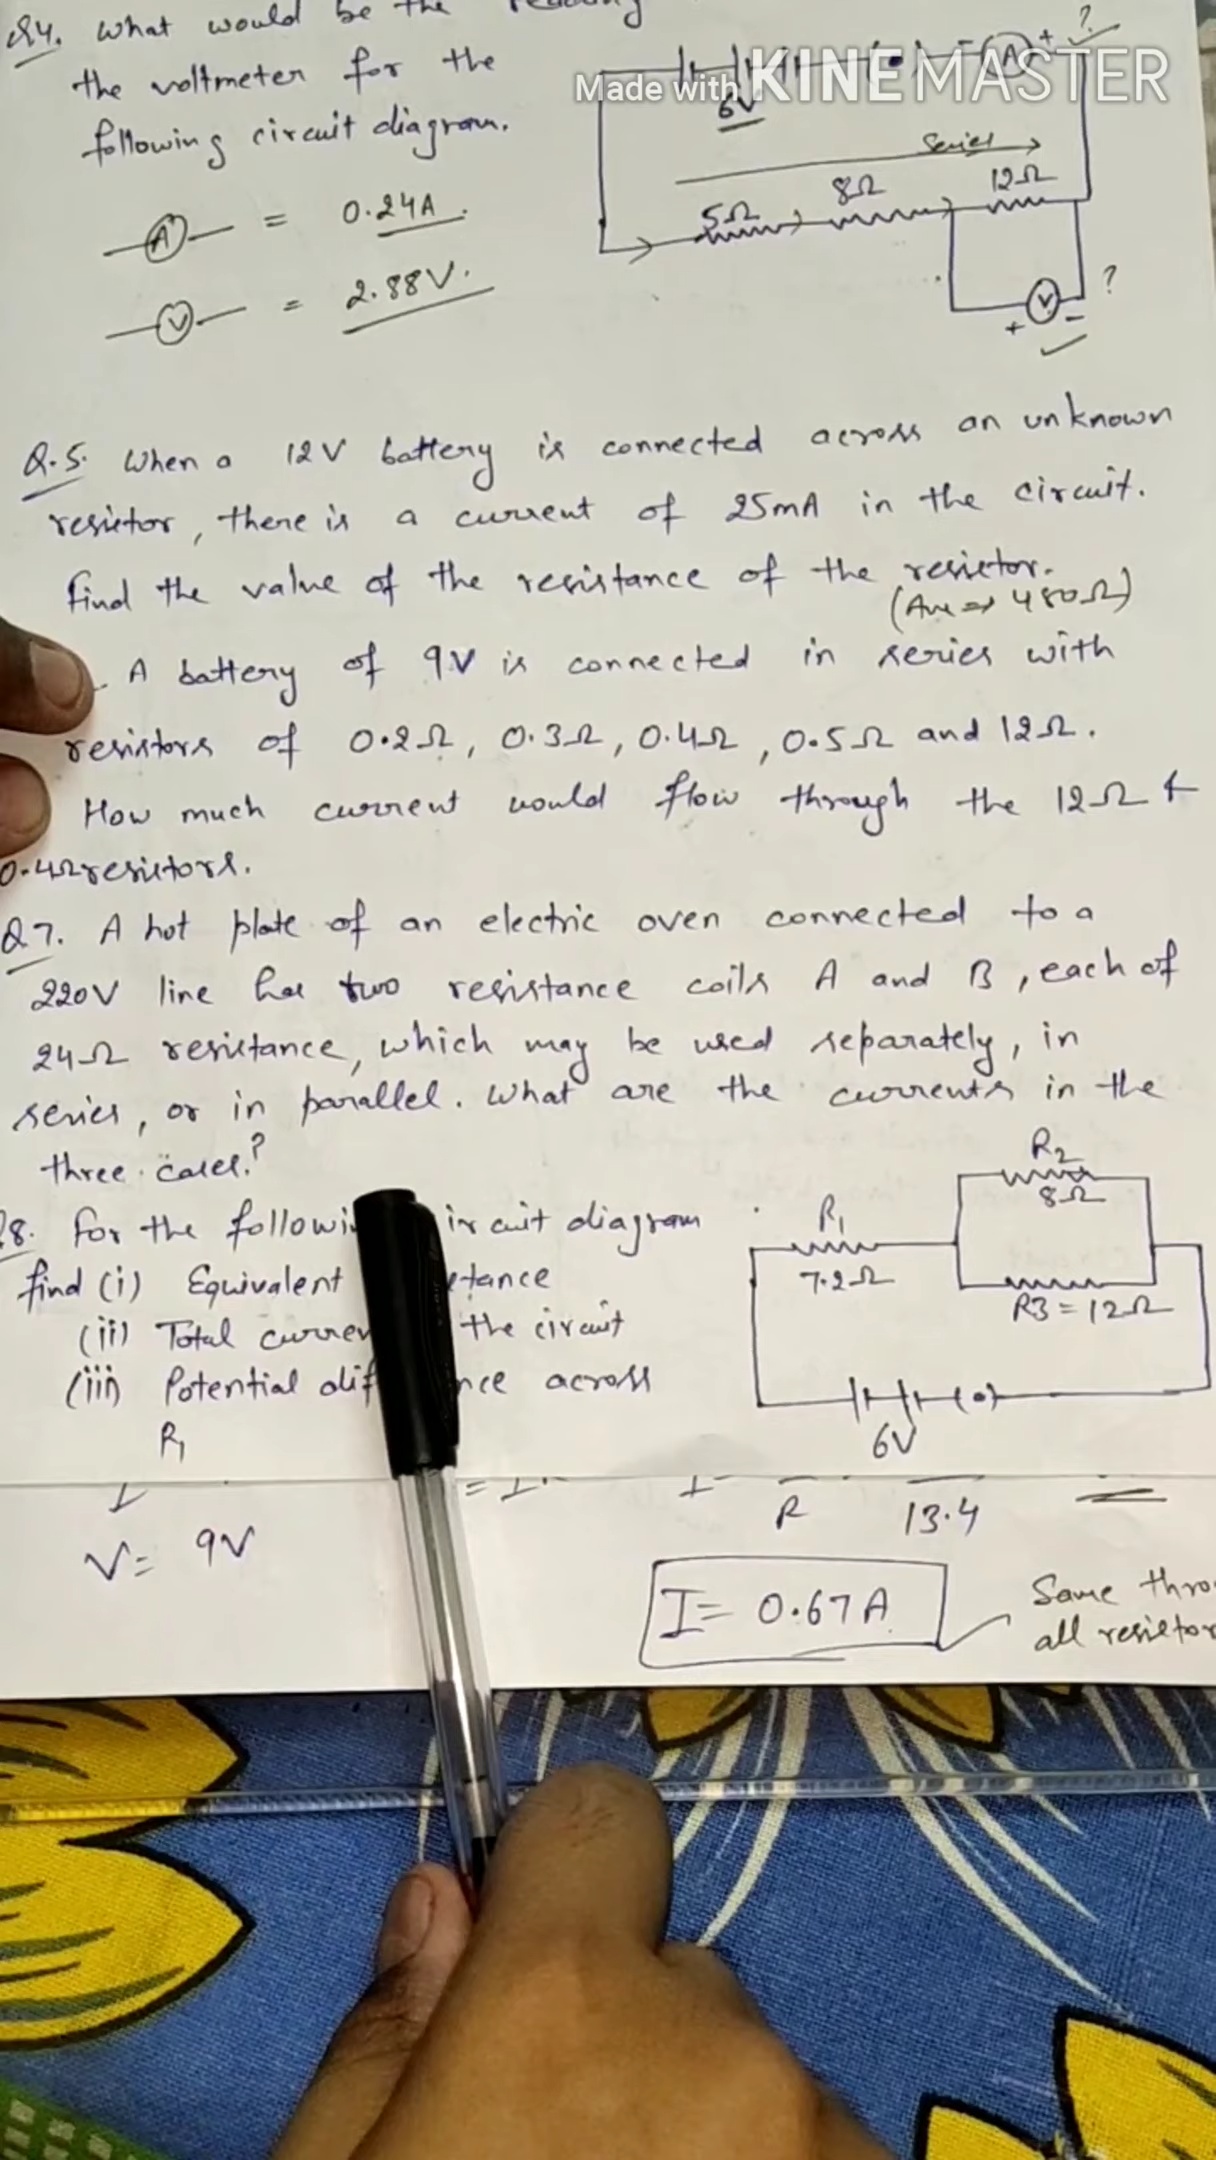 Q4. What would be the reading
the voltmeter for the
following circuit diagram.
A = 0.24A.
V = 2.88V.
Made with KINEMASTER
- A + ?
6V
Series
5Ω 8Ω 12Ω
+ V - ?
Q.5. When a 12V battery is connected across an unknown
resistor, there is a current of 25mA in the circuit.
find the value of the resistance of the resistor.
(Ans => 480Ω)
A battery of 9V is connected in series with
resistors of 0.2Ω, 0.3Ω, 0.4Ω, 0.5Ω and 12Ω.
How much current would flow through the 12Ω &
0.4Ω resistors.
Q7. A hot plate of an electric oven connected to a
220V line has two resistance coils A and B, each of
24Ω resistance, which may be used separately, in
series, or in parallel. What are the currents in the
three cases?
8. For the following circuit diagram
find (i) Equivalent
(ii) Total the circuit
(iii) Potential across
R1
R2
8Ω
R1
7.2Ω
R3 = 12Ω
6V
I = I
R 13.4
V = 9V
I = 0.67A
Same
all